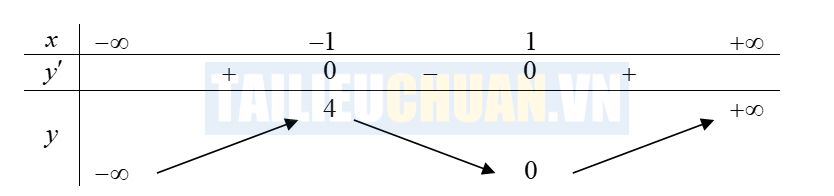 x −∞ −1 1 +∞
y′ + 0 − 0 +
TAILIEUCHUAN.VN
4 +∞
y
−∞ 0